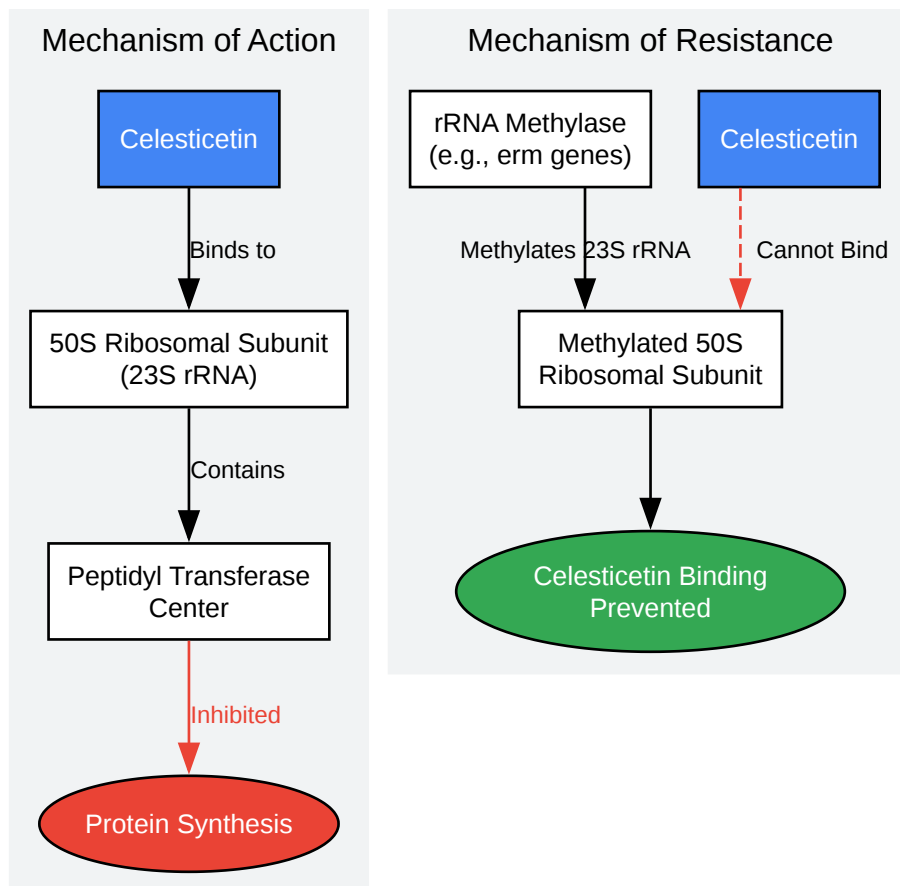 Mechanism of Action
Celesticetin
Binds to
50S Ribosomal Subunit
(23S rRNA)
Contains
Peptidyl Transferase
Center
Inhibited
Protein Synthesis
Mechanism of Resistance
rRNA Methylase
(e.g., erm genes)
Celesticetin
Methylates 23S rRNA
Cannot Bind
Methylated 50S
Ribosomal Subunit
Celesticetin Binding
Prevented